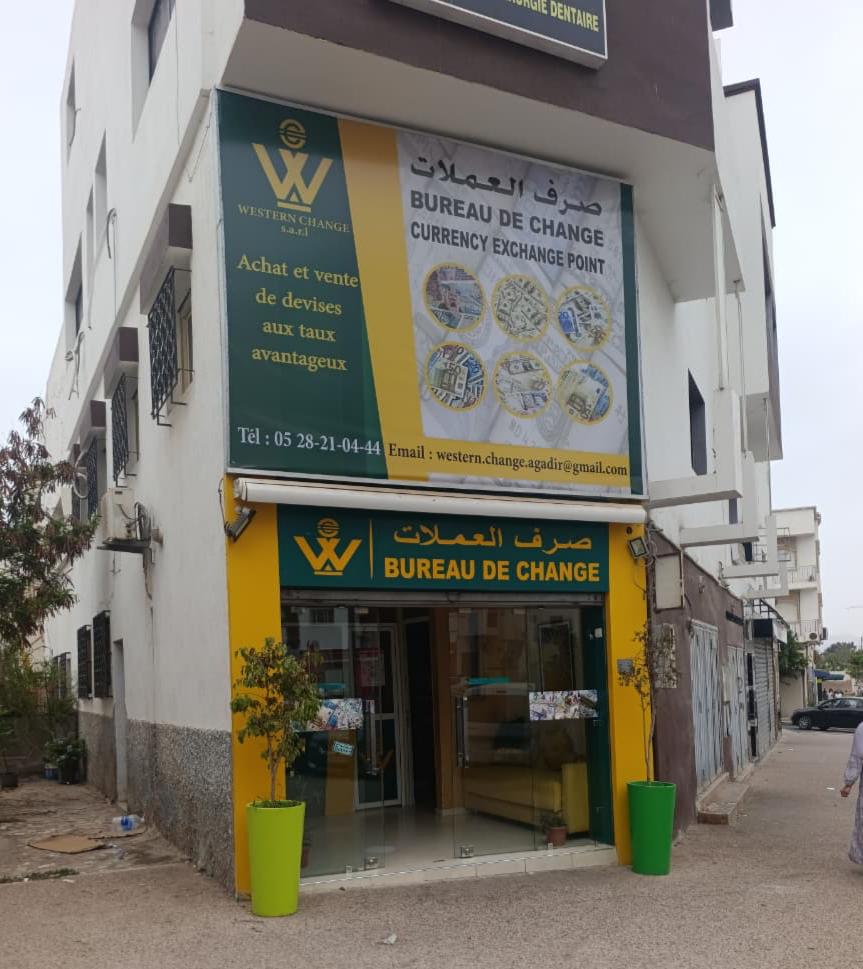 CHIRURGIE DENTAIRE
WESTERN CHANGE
s.a.r.l
Achat et vente
de devises
aux taux
avantageux
Tél : 05 28-21-04-44
صرف العملات
BUREAU DE CHANGE
CURRENCY EXCHANGE POINT
Email : western.change.agadir@gmail.com
صرف العملات
BUREAU DE CHANGE